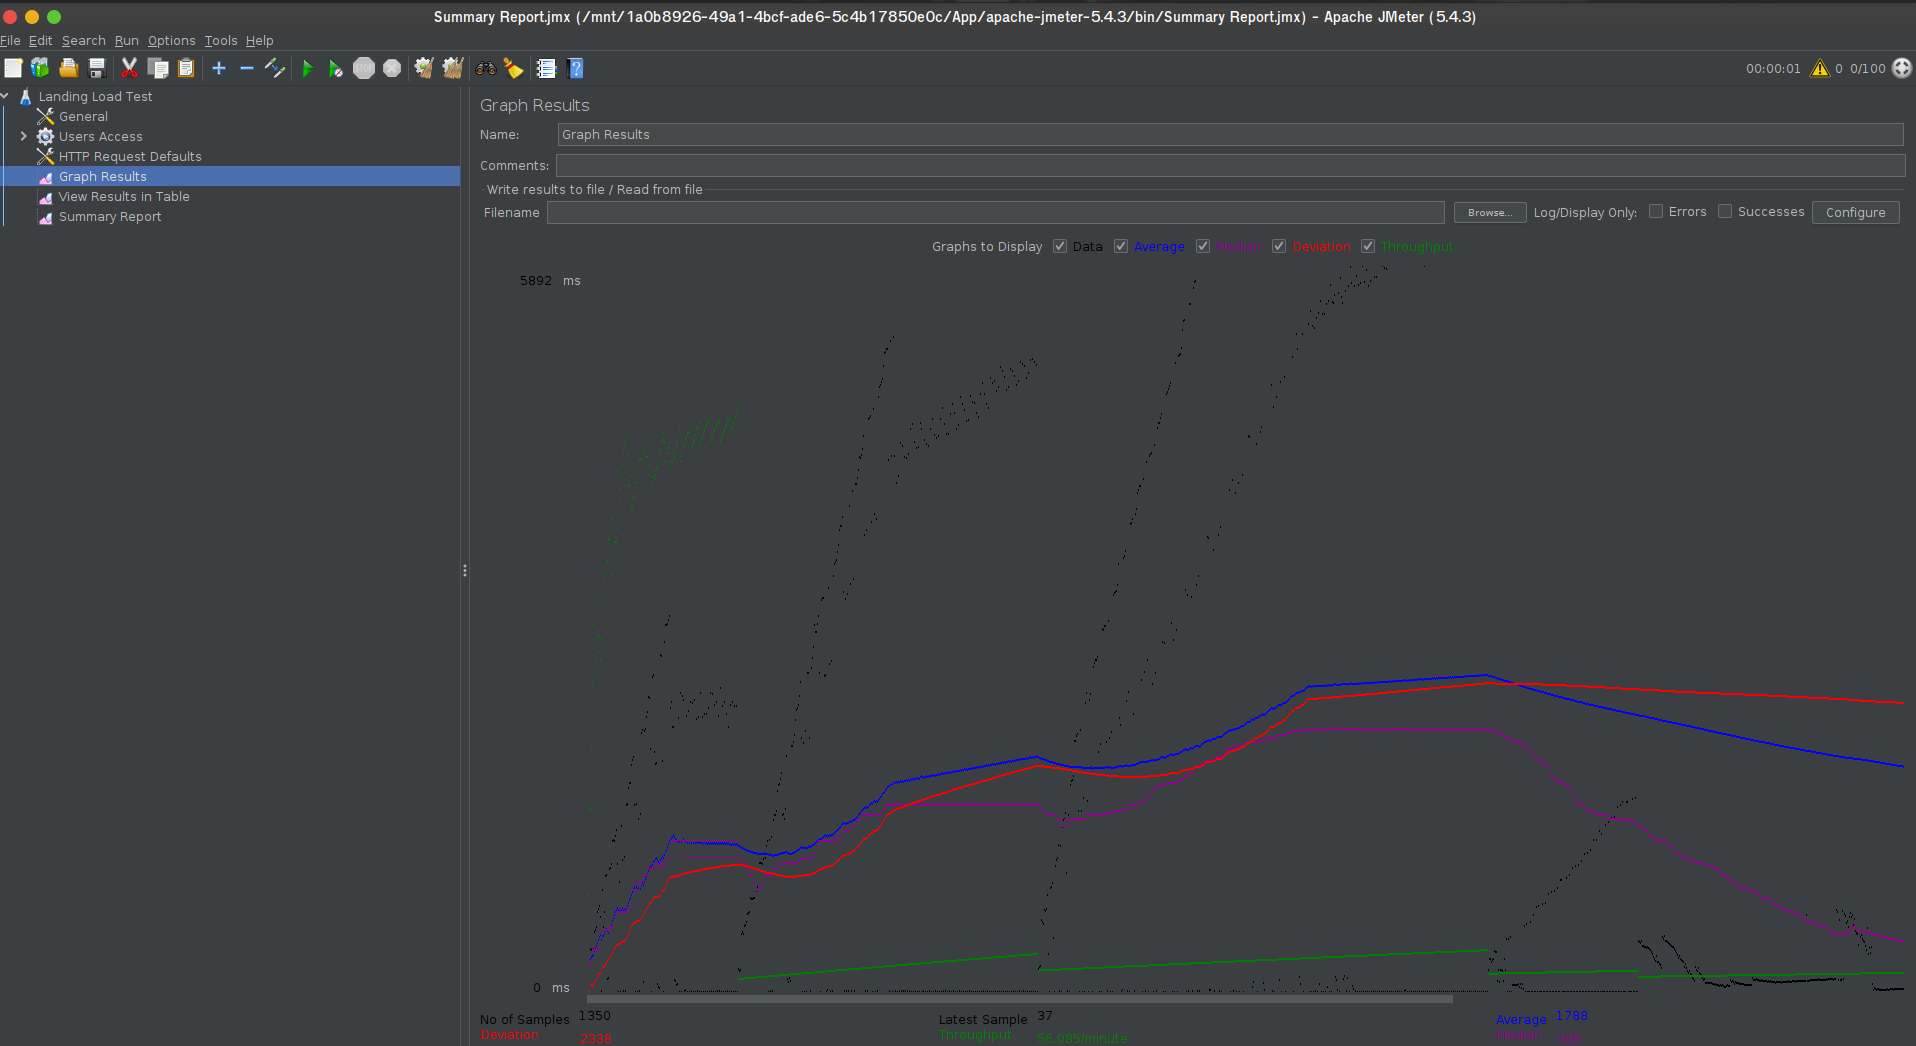 Summary Report.jmx (/mnt/1a0b8926-49a1-4bcf-ade6-5c4b17850e0c/App/apache-jmeter-5.4.3/bin/Summary Report.jmx) - Apache JMeter (5.4.3)
File Edit Search Run Options Tools Help
00:00:01 0 0/100
Landing Load Test
General
Users Access
HTTP Request Defaults
Graph Results
View Results in Table
Summary Report
Graph Results
Name: Graph Results
Comments:
Write results to file / Read from file
Filename Browse... Log/Display Only: Errors Successes Configure
Graphs to Display Data Average Median Deviation Throughput
5892 ms
0 ms
No of Samples 1350 Latest Sample 37 Average 1788
Deviation 2338 Throughput 56.085/minute Median